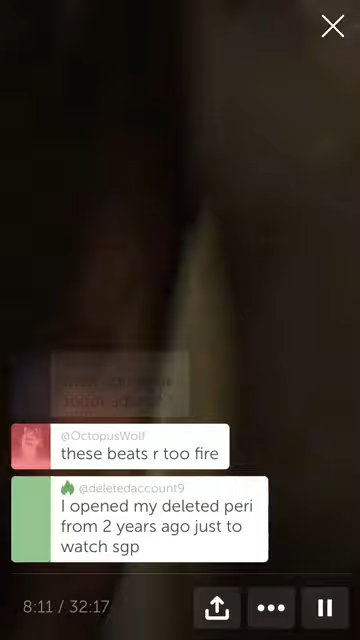 @OctopusWolf
these beats r too fire
@deletedaccount9
I opened my deleted peri
from 2 years ago just to
watch sgp
8:11 / 32:17